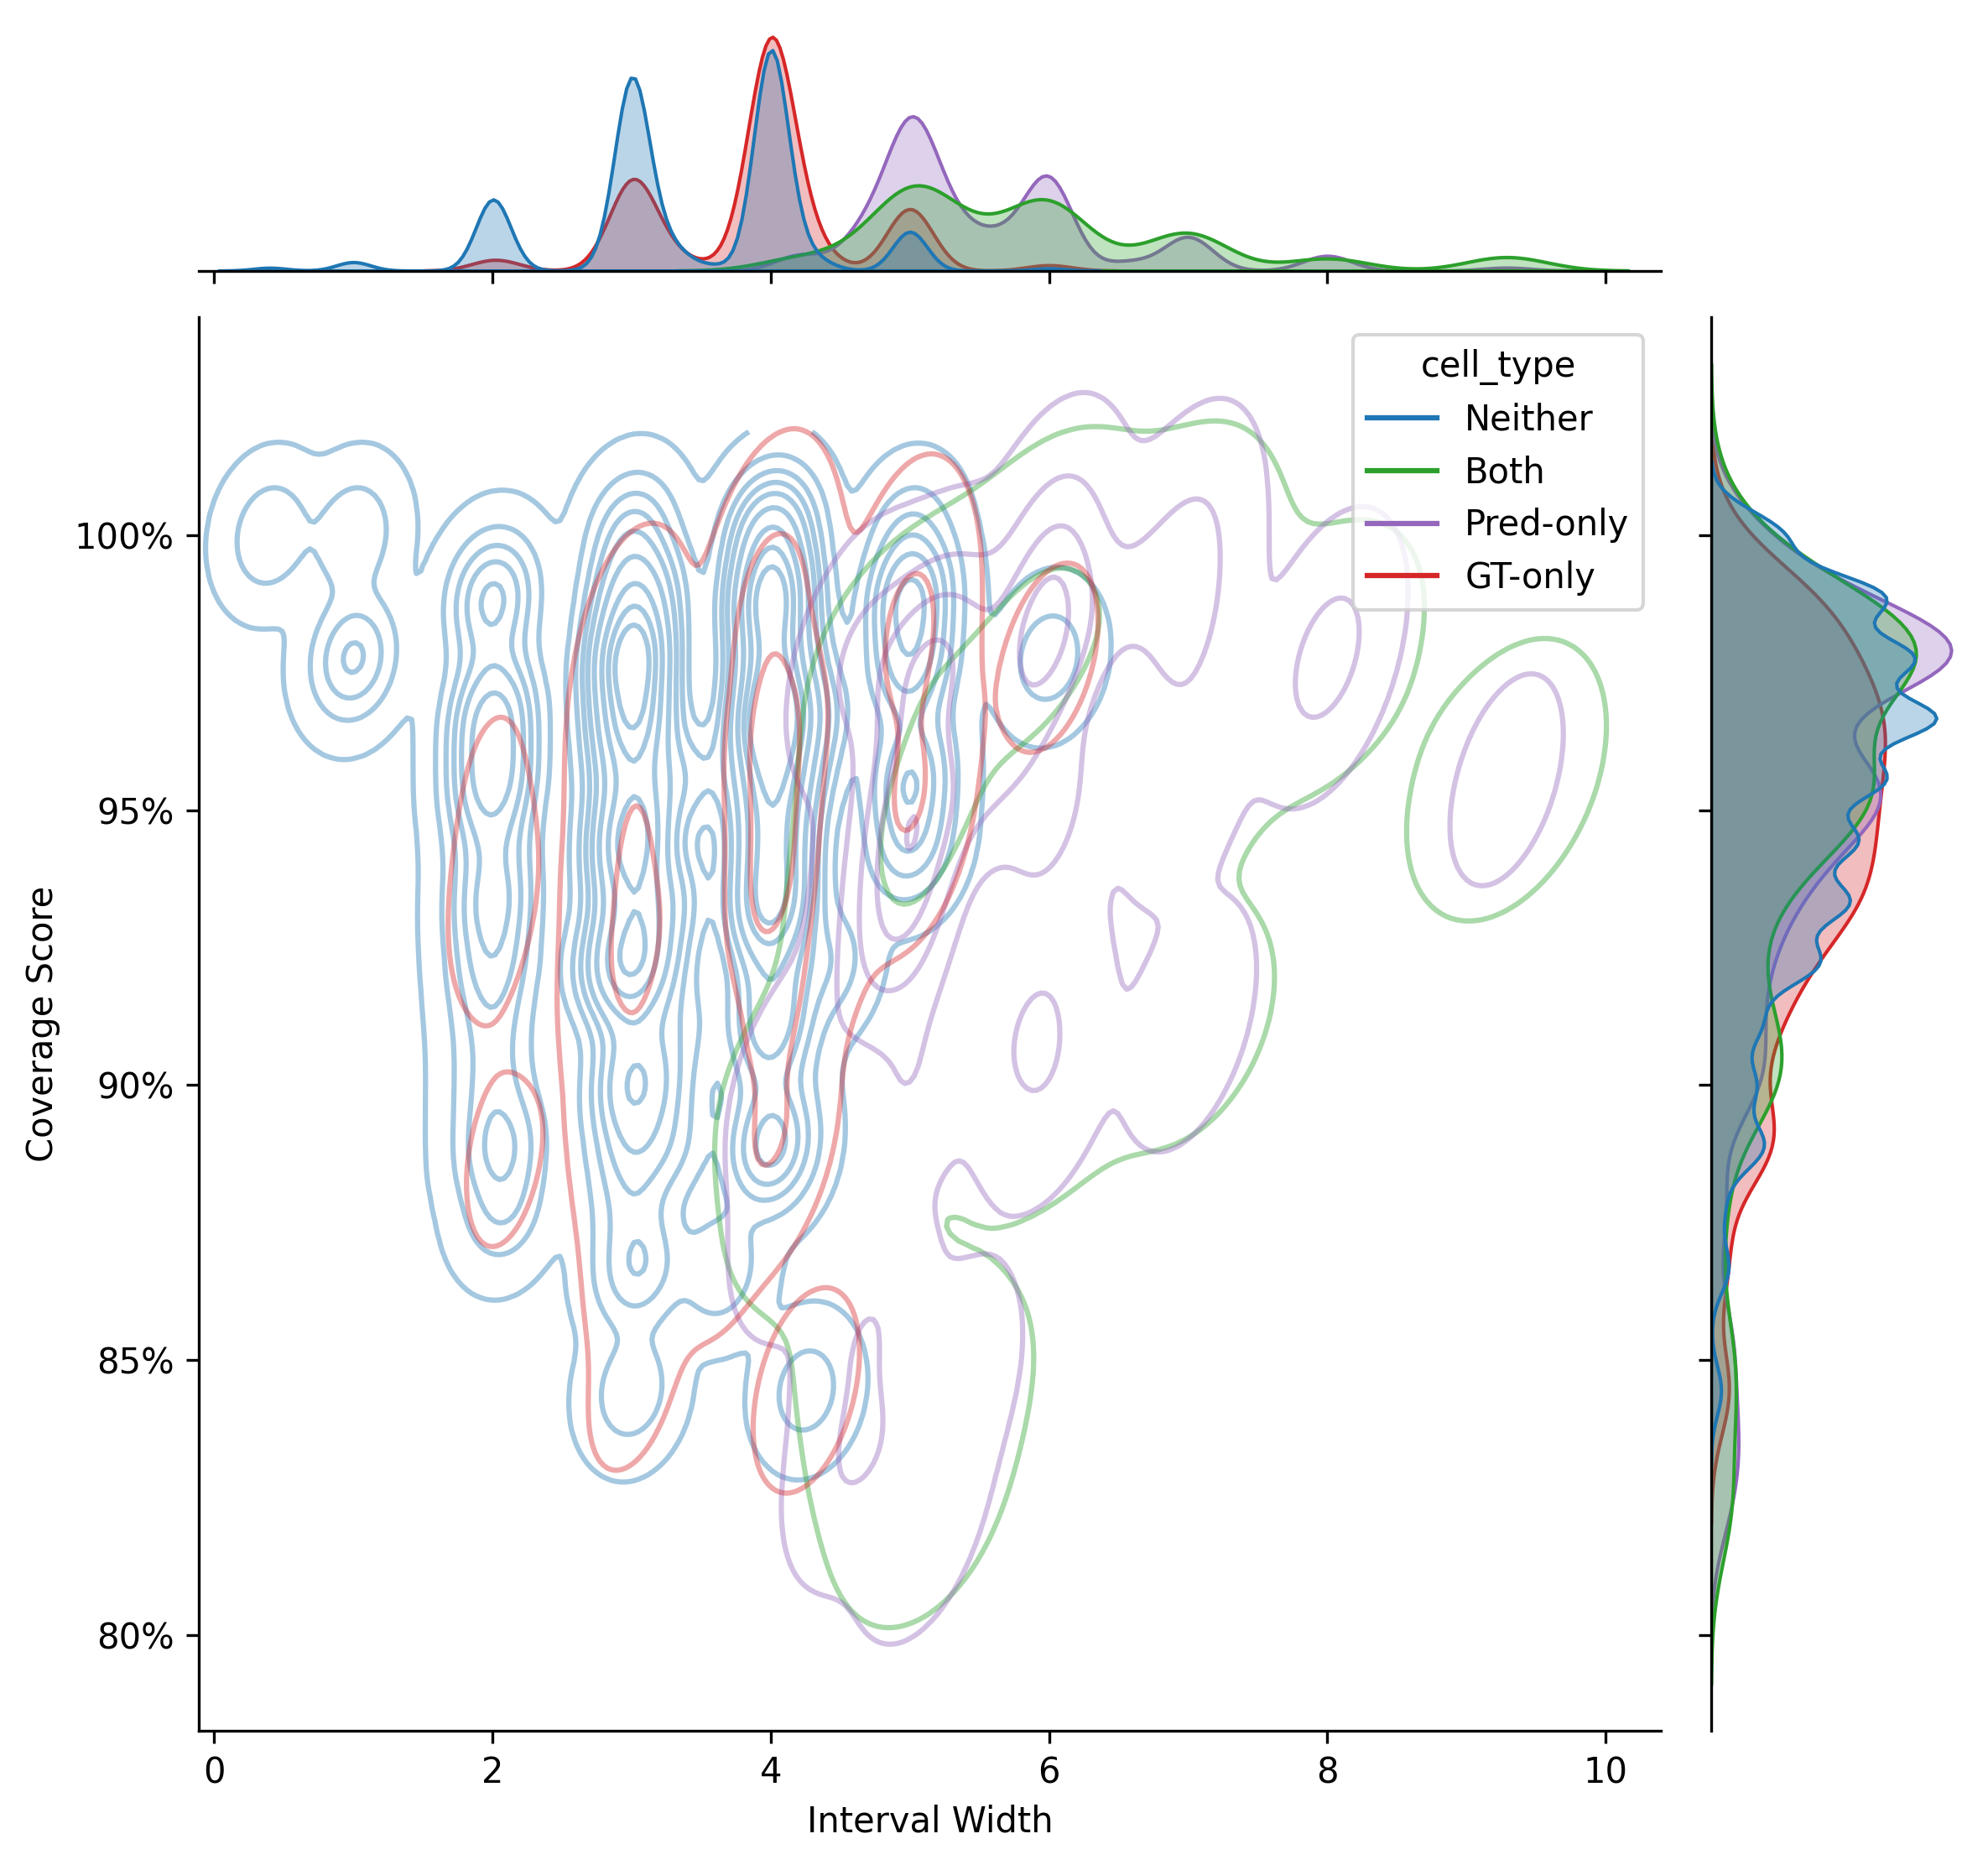 cell_type
Neither
Both
Pred-only
GT-only
Coverage Score
100%
95%
90%
85%
80%
0 2 4 6 8 10
Interval Width